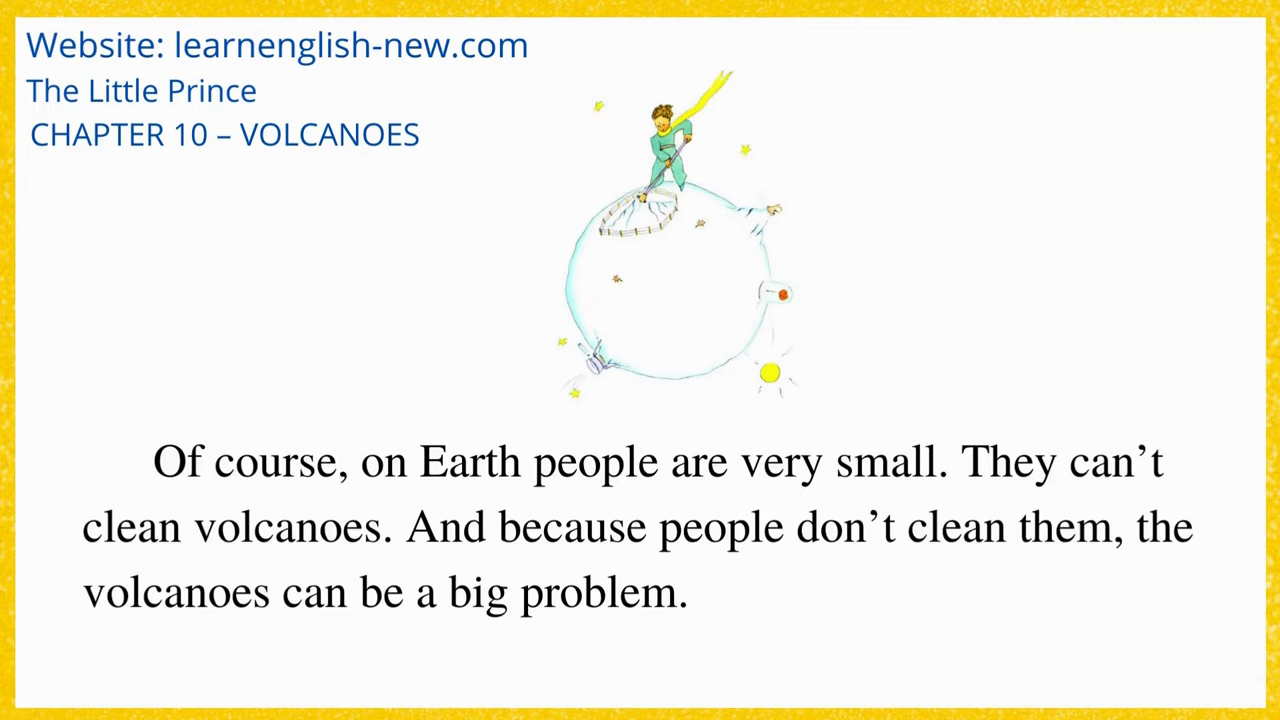 Website: learnenglish-new.com
The Little Prince
CHAPTER 10 – VOLCANOES
Of course, on Earth people are very small. They can’t
clean volcanoes. And because people don’t clean them, the
volcanoes can be a big problem.